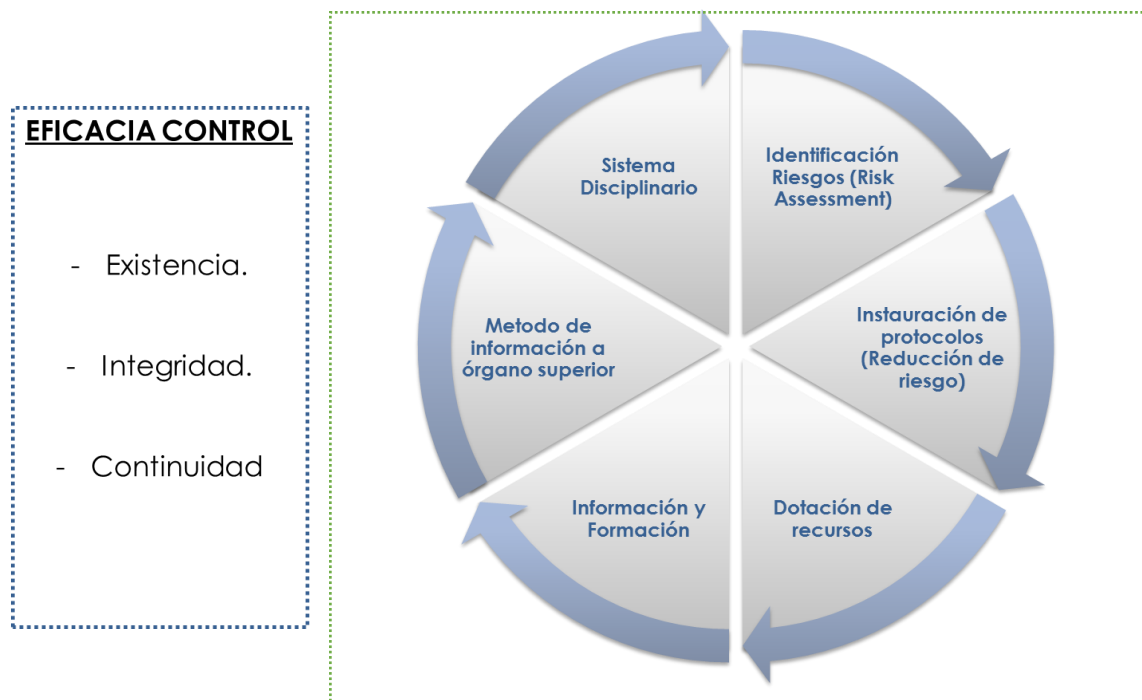 EFICACIA CONTROL
- Existencia.
- Integridad.
- Continuidad
Identificación
Riesgos (Risk
Assessment)
Instauración de
protocolos
(Reducción de
riesgo)
Dotación de
recursos
Información y
Formación
Metodo de
información a
órgano superior
Sistema
Disciplinario